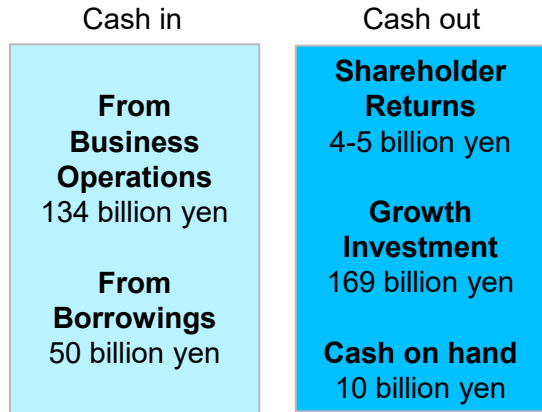 Cash in
From
Business
Operations
134 billion yen
From
Borrowings
50 billion yen
Cash out
Shareholder
Returns
4-5 billion yen
Growth
Investment
169 billion yen
Cash on hand
10 billion yen